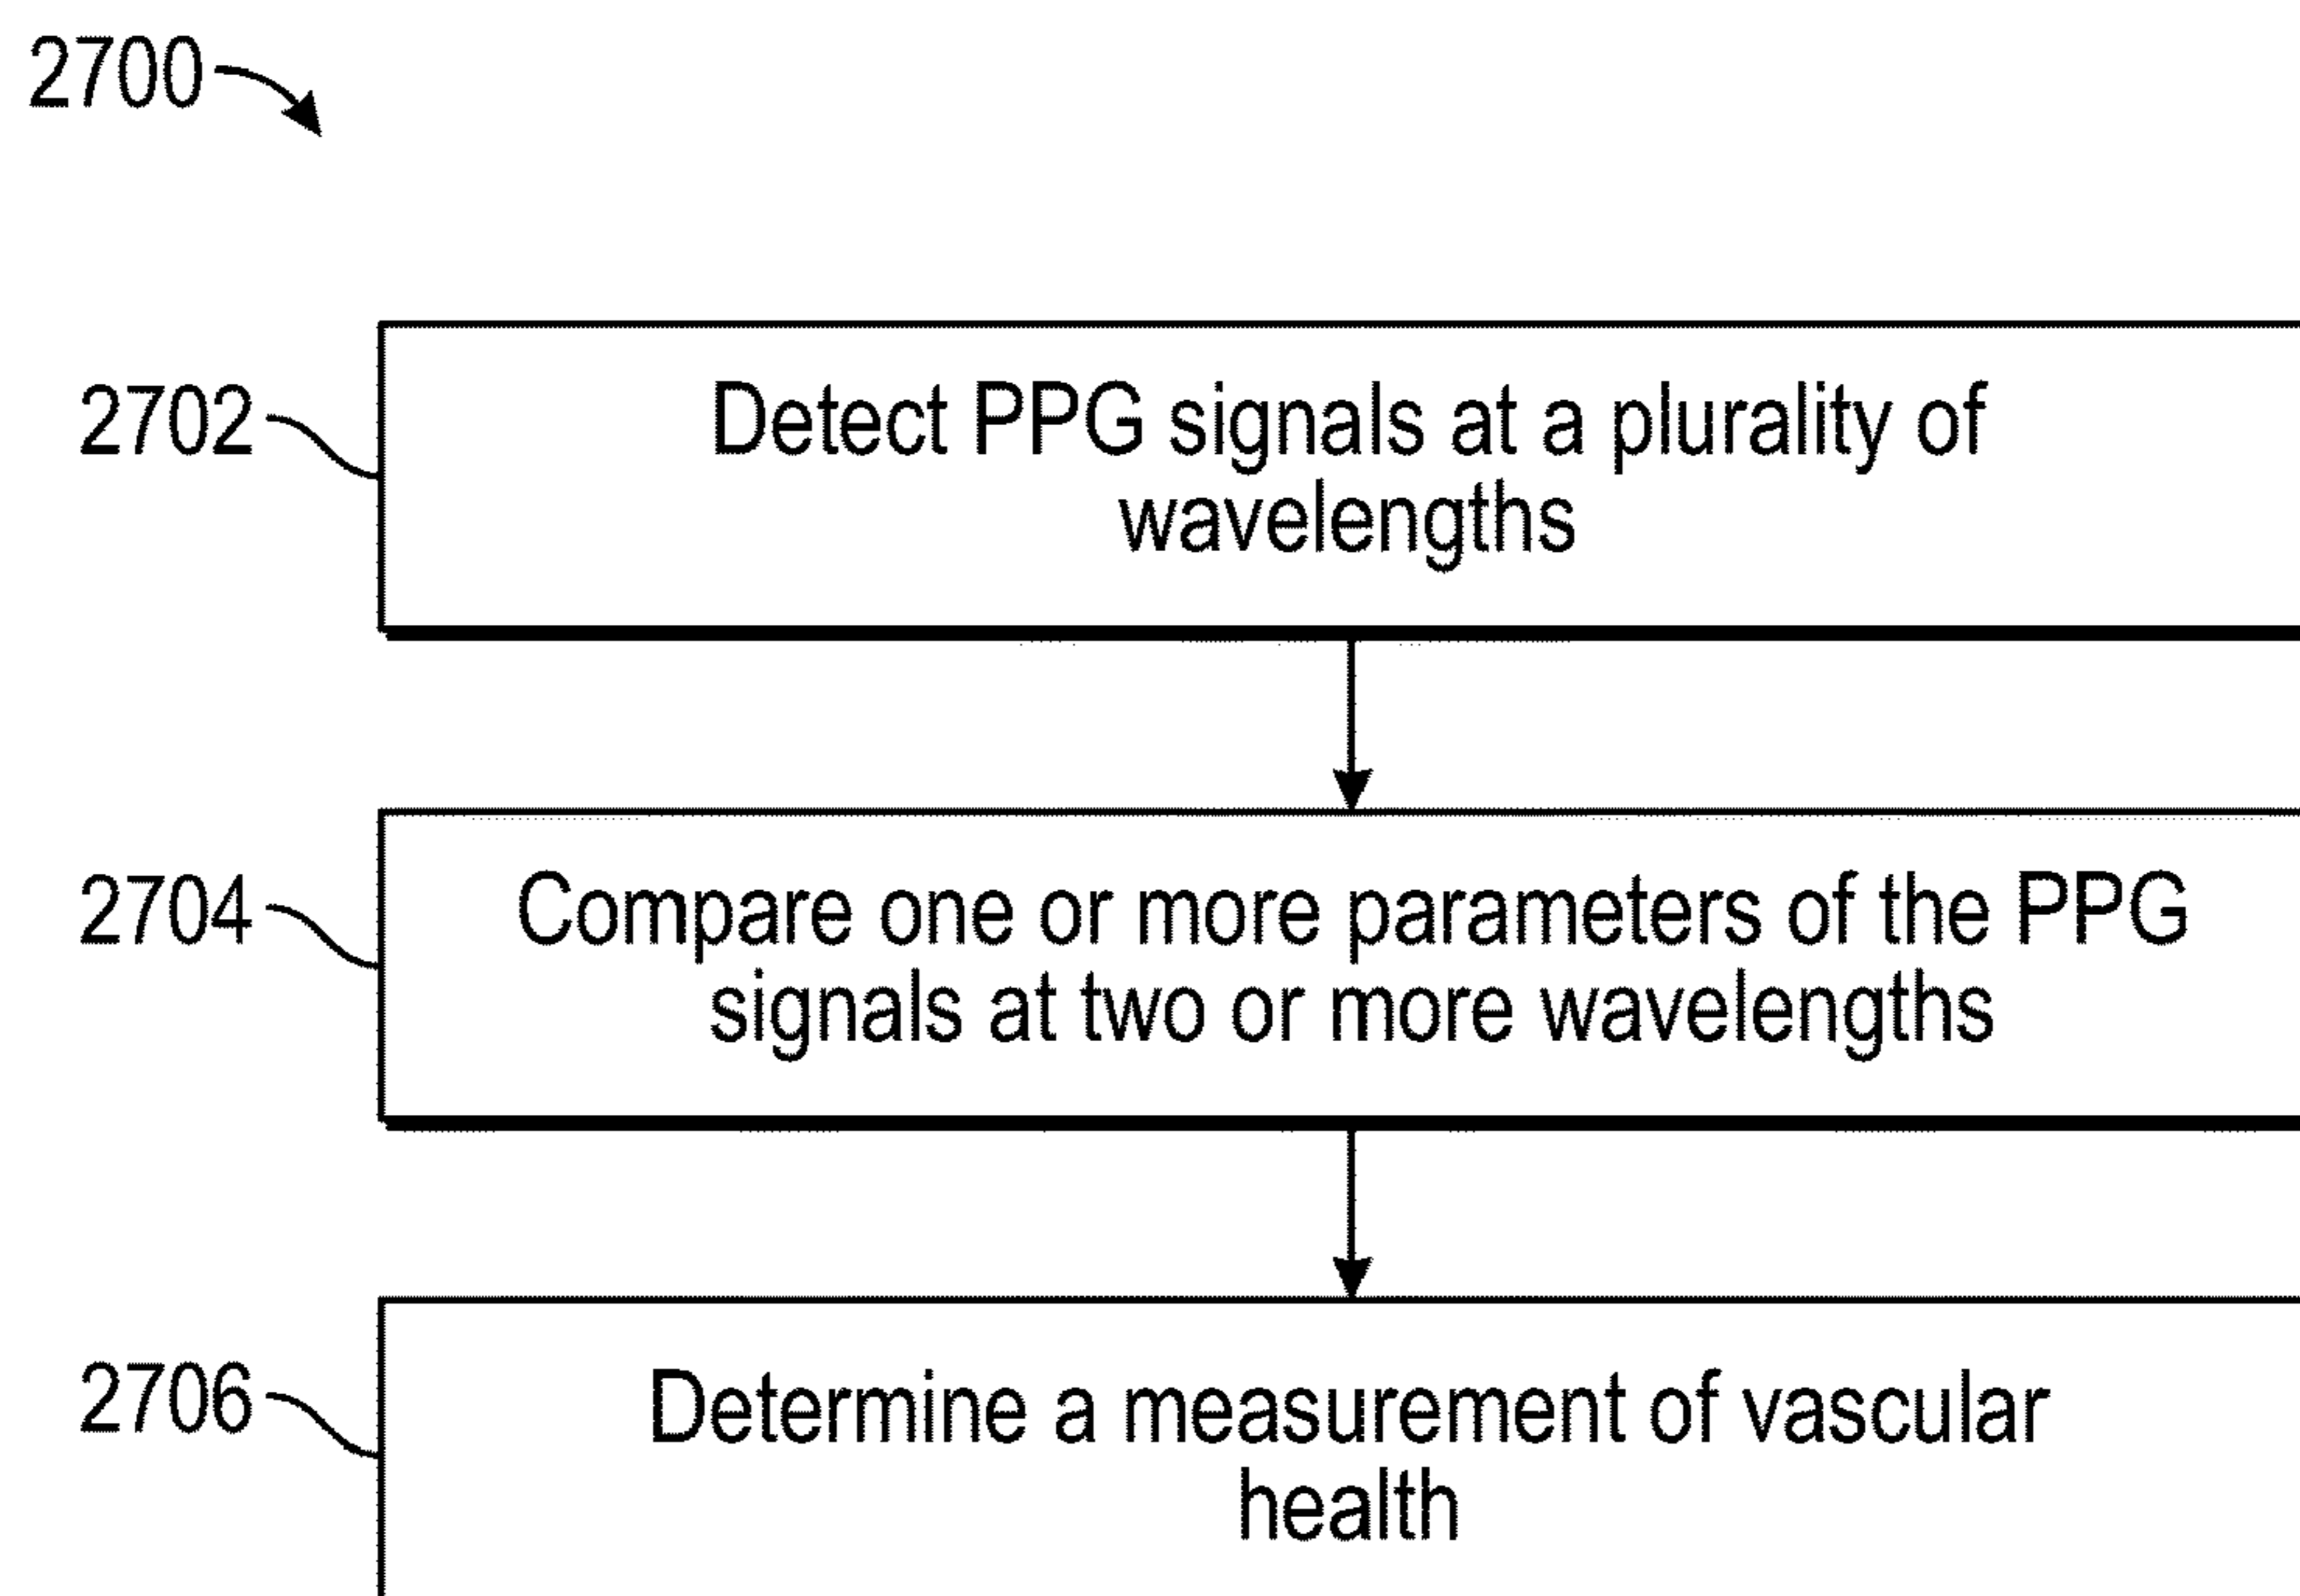 2700
2702
Detect PPG signals at a plurality of
wavelengths
2704
Compare one or more parameters of the PPG
signals at two or more wavelengths
2706
Determine a measurement of vascular
health